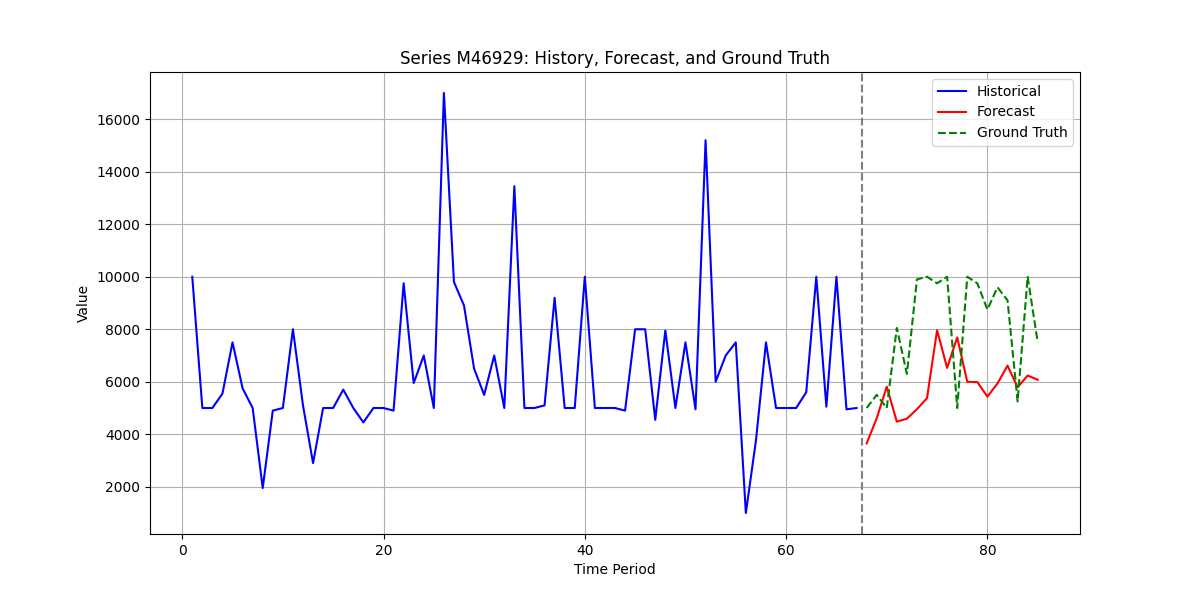 Series M46929: History, Forecast, and Ground Truth
Historical
Forecast
Ground Truth
Value
16000
14000
12000
10000
8000
6000
4000
2000
0
20
40
60
80
Time Period